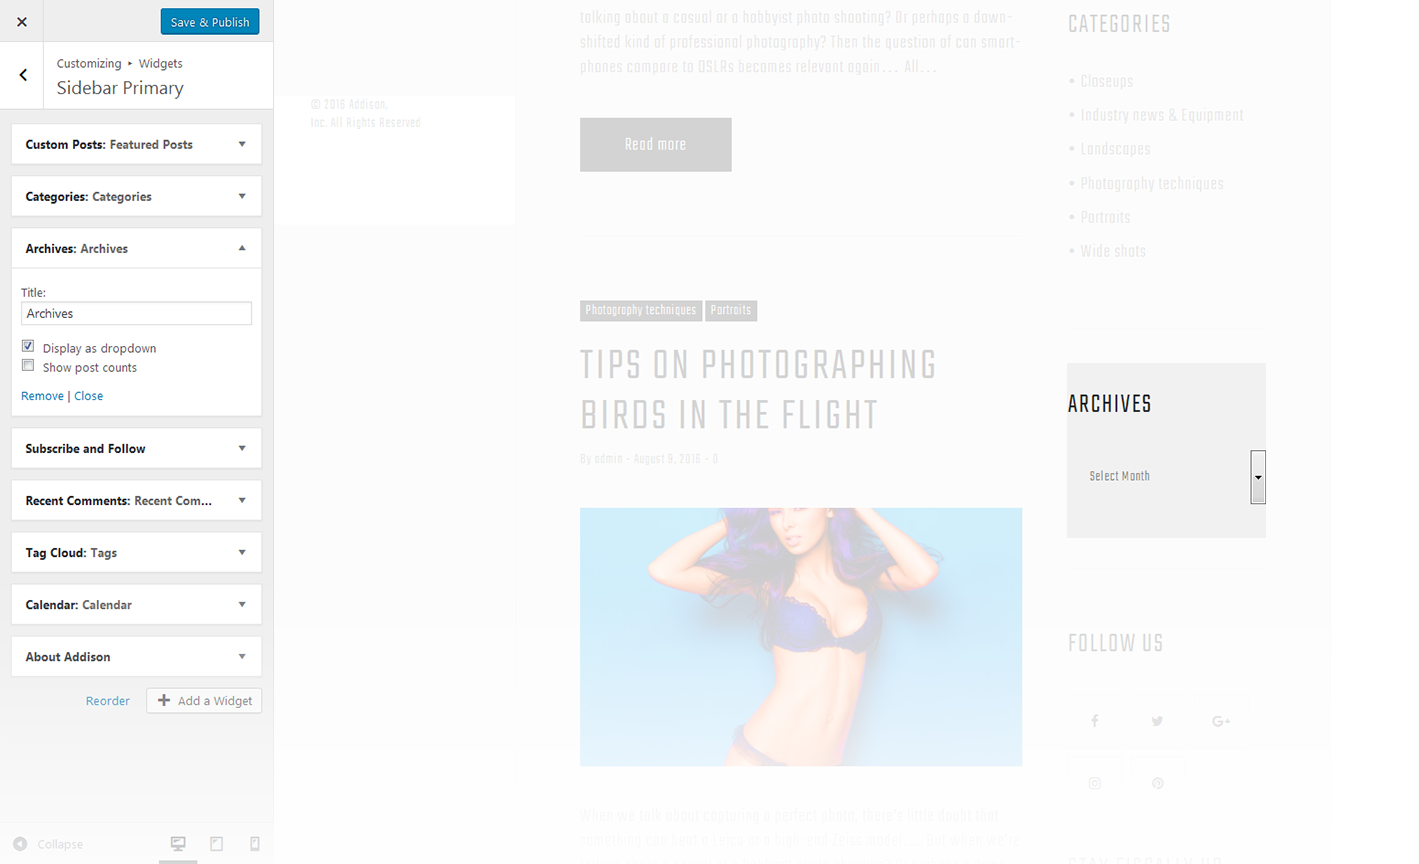 Save & Publish
Customizing ▸ Widgets
Sidebar Primary
Custom Posts: Featured Posts
Categories: Categories
Archives: Archives
Title:
Archives
Display as dropdown
Show post counts
Remove | Close
Subscribe and Follow
Recent Comments: Recent Com...
Tag Cloud: Tags
Calendar: Calendar
About Addison
Reorder
Add a Widget
Collapse
© 2016 Addison,
Inc. All Rights Reserved
talking about a casual or a hobbyist photo shooting? Or perhaps a down-
shifted kind of professional photography? Then the question of can smart-
phones compare to DSLRs becomes relevant again... All...
Read more
Photography techniques
Portraits
TIPS ON PHOTOGRAPHING
BIRDS IN THE FLIGHT
By admin - August 9, 2016 - 0
When we talk about capturing a perfect photo, there's little doubt that
CATEGORIES
• Closeups
• Industry news & Equipment
• Landscapes
• Photography techniques
• Portraits
• Wide shots
ARCHIVES
Select Month
FOLLOW US